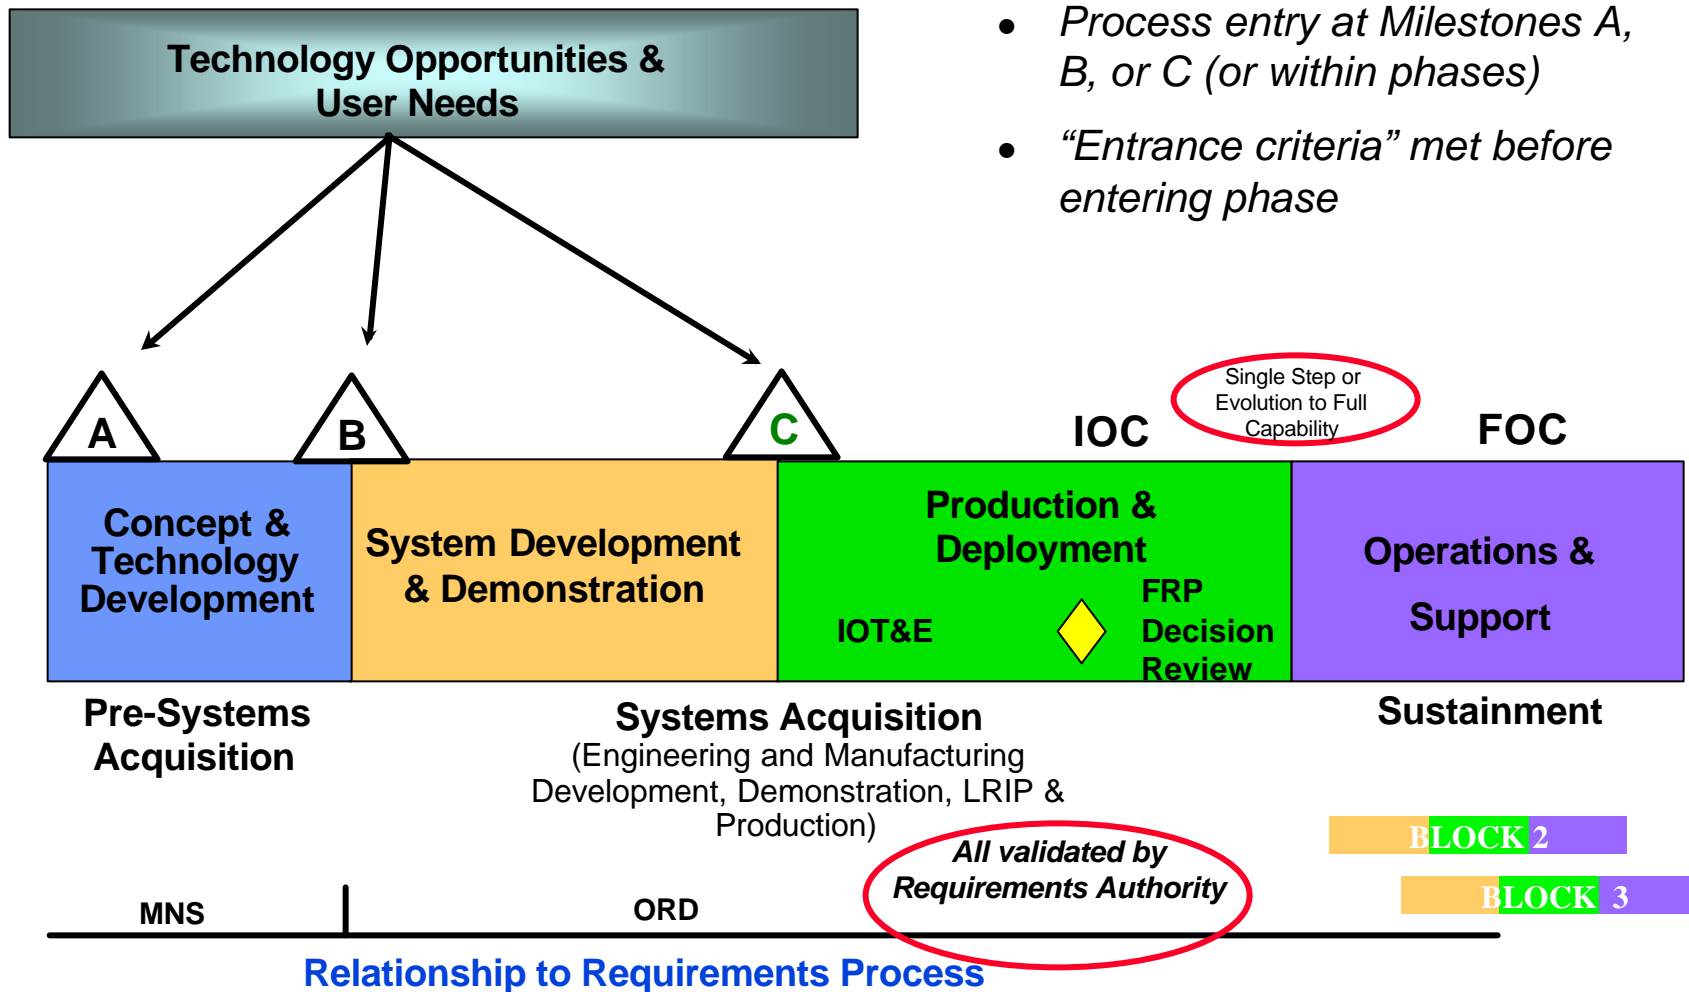 Technology Opportunities &
User Needs
• Process entry at Milestones A,
B, or C (or within phases)
• “Entrance criteria” met before
entering phase
A
B
C
IOC
Single Step or
Evolution to Full
Capability
FOC
Concept &
Technology
Development
System Development
& Demonstration
Production &
Deployment
IOT&E
FRP
Decision
Review
Operations &
Support
Pre-Systems
Acquisition
Systems Acquisition
(Engineering and Manufacturing
Development, Demonstration, LRIP &
Production)
Sustainment
All validated by
Requirements Authority
BLOCK 2
BLOCK 3
MNS
ORD
Relationship to Requirements Process